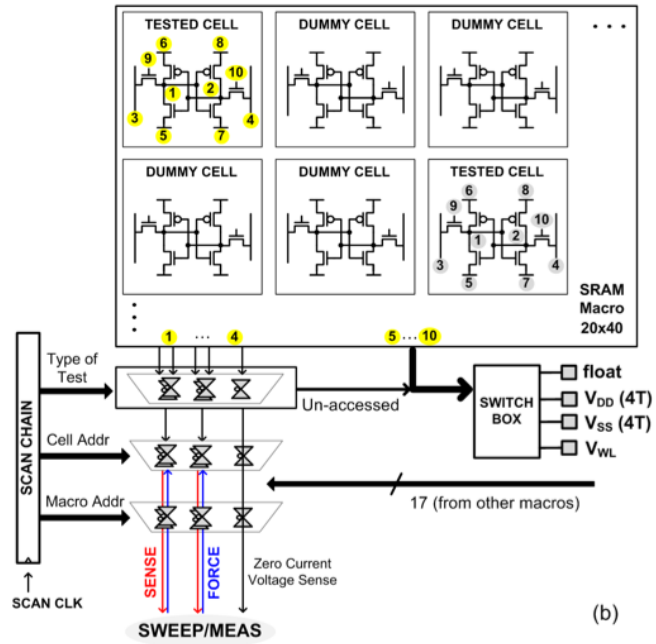 TESTED CELL
DUMMY CELL
DUMMY CELL
6
8
9
10
1
2
3
4
5
7
DUMMY CELL
DUMMY CELL
TESTED CELL
6
8
9
10
1
2
3
4
5
7
SRAM
Macro
20x40
1 ... 4
5 ... 10
SCAN CHAIN
Type of
Test
Un-accessed
SWITCH
BOX
float
VDD (4T)
VSS (4T)
VWL
Cell Addr
Macro Addr
17 (from other macros)
SENSE
FORCE
Zero Current
Voltage Sense
SCAN CLK
SWEEP/MEAS
(b)